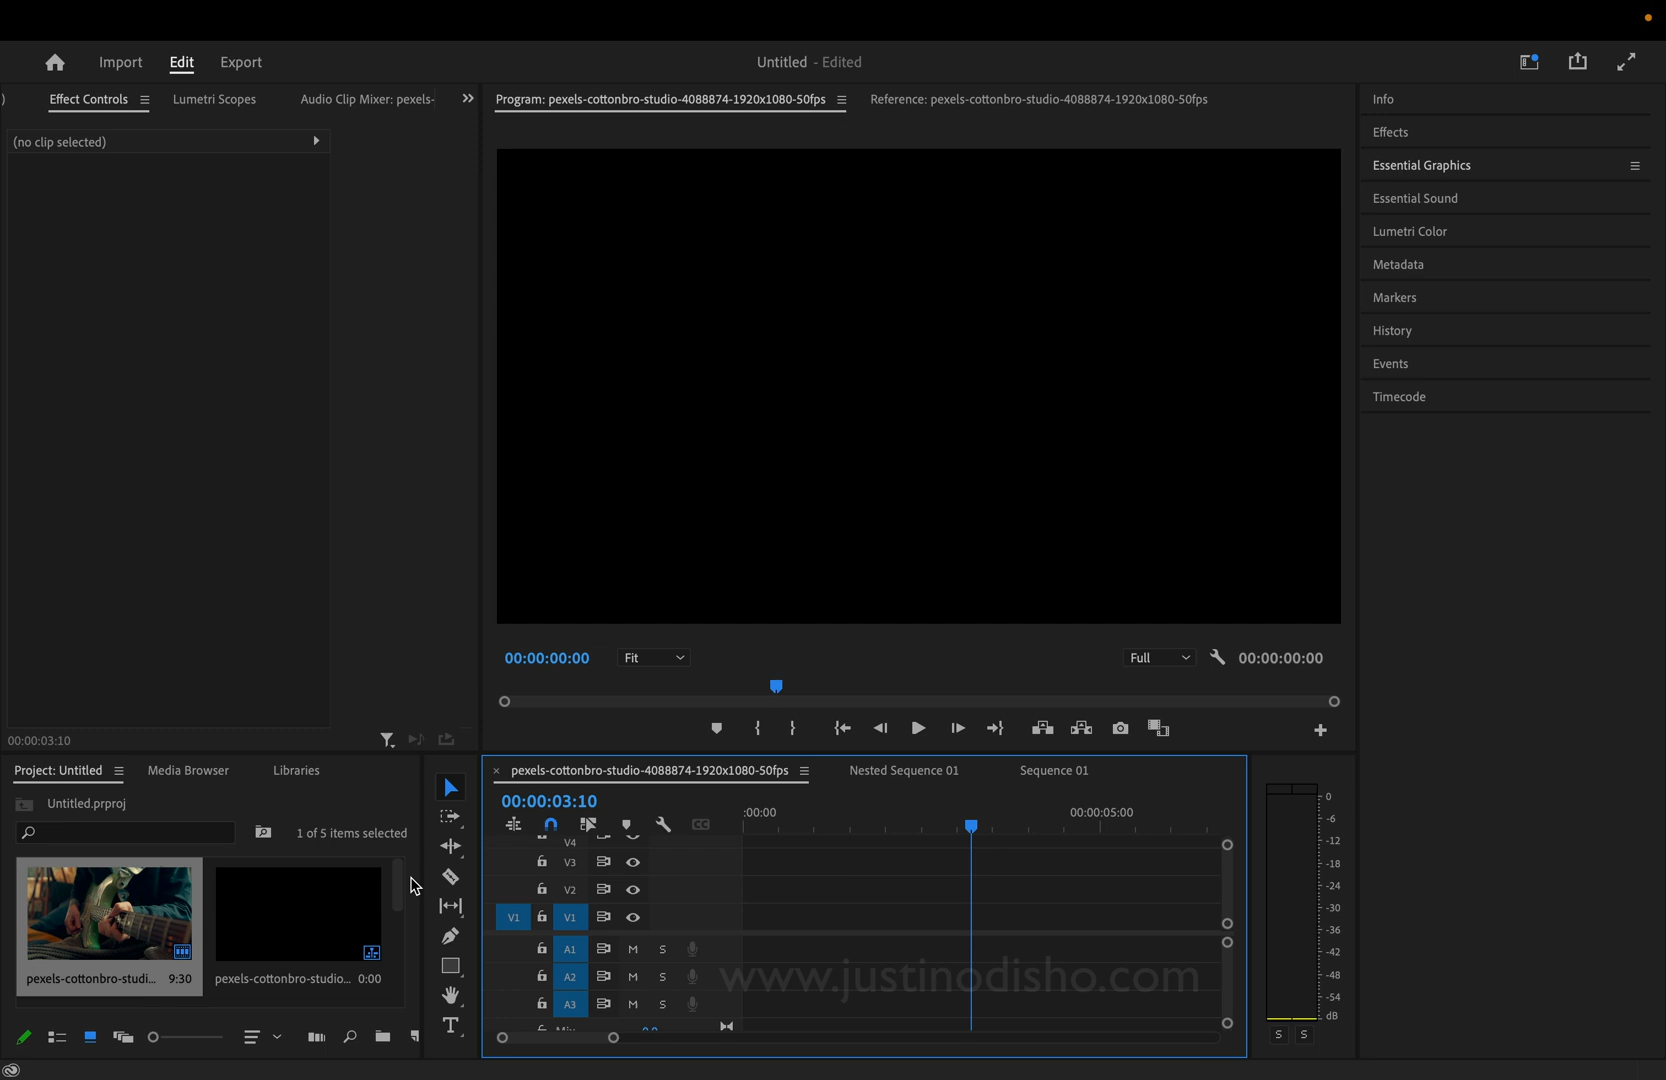 Import Edit Export Untitled - Edited
) Effect Controls Lumetri Scopes Audio Clip Mixer: pexels-
Program: pexels-cottonbro-studio-4088874-1920x1080-50fps Reference: pexels-cottonbro-studio-4088874-1920x1080-50fps
(no clip selected)
Info
Effects
Essential Graphics
Essential Sound
Lumetri Color
Metadata
Markers
History
Events
Timecode
00:00:00:00 Fit Full 00:00:00:00
00:00:03:10
Project: Untitled Media Browser Libraries
Untitled.prproj
1 of 5 items selected
pexels-cottonbro-studi... 9:30 pexels-cottonbro-studio... 0:00
T
× pexels-cottonbro-studio-4088874-1920x1080-50fps Nested Sequence 01 Sequence 01
00:00:03:10
:00:00 00:00:05:00
CC
V4
V3
V2
V1 V1
A1 M S
A2 M S
A3 M S
www.justinodisho.com
0
-6
-12
-18
-24
-30
-36
-42
-48
-54
dB
S S